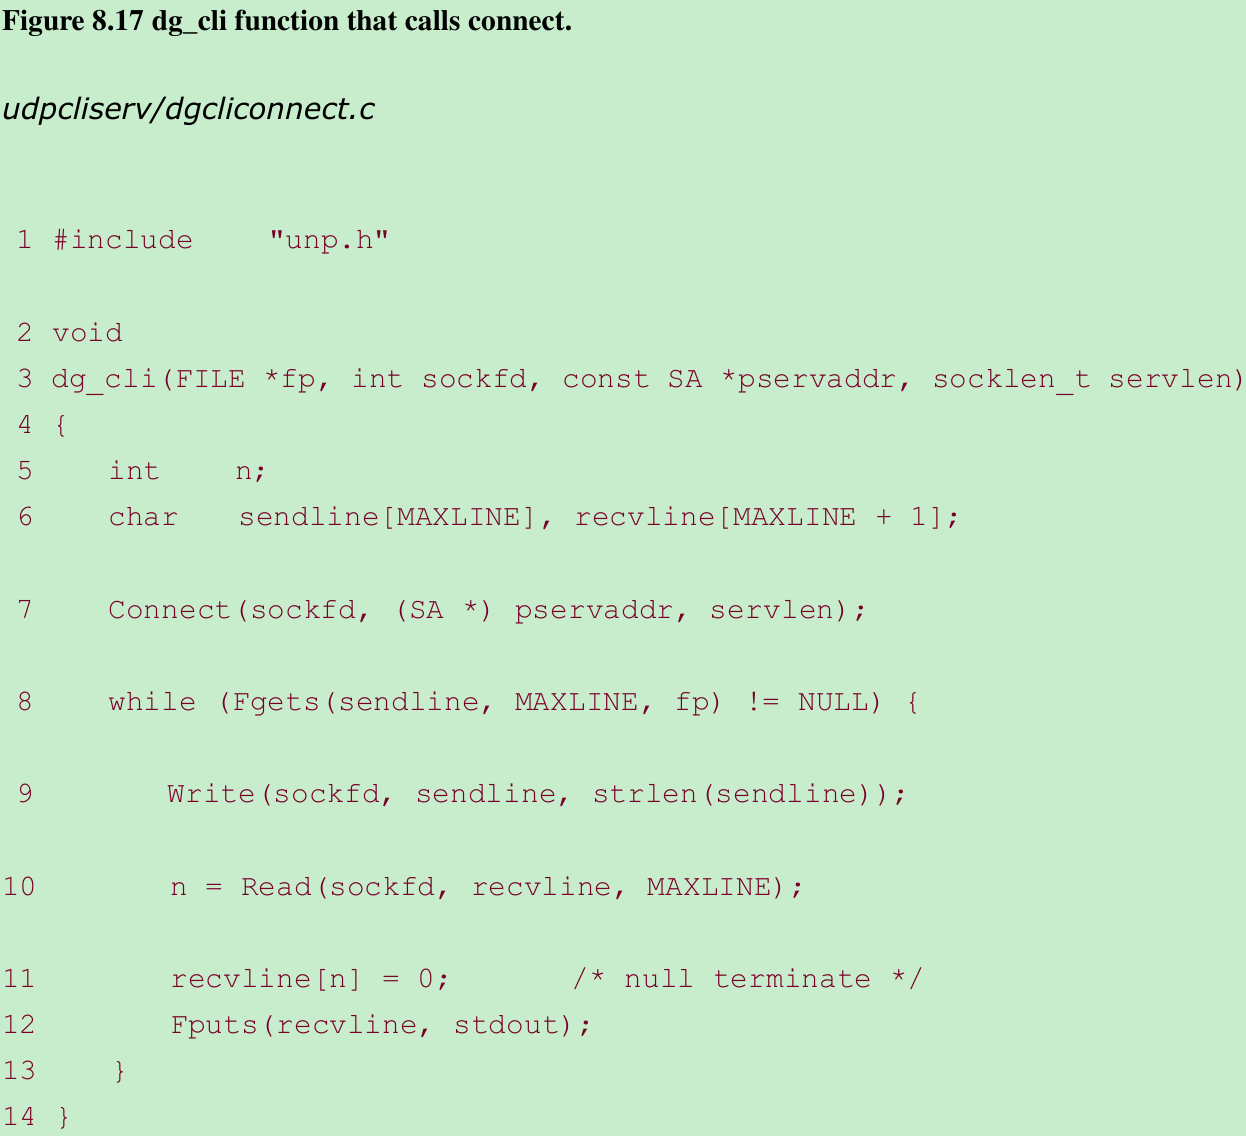 Figure 8.17 dg_cli function that calls connect.
udpcliserv/dgcliconnect.c
1 #include    "unp.h"
2 void
3 dg_cli(FILE *fp, int sockfd, const SA *pservaddr, socklen_t servlen)
4 {
5    int    n;
6    char   sendline[MAXLINE], recvline[MAXLINE + 1];
7    Connect(sockfd, (SA *) pservaddr, servlen);
8    while (Fgets(sendline, MAXLINE, fp) != NULL) {
9        Write(sockfd, sendline, strlen(sendline));
10        n = Read(sockfd, recvline, MAXLINE);
11        recvline[n] = 0;       /* null terminate */
12        Fputs(recvline, stdout);
13    }
14 }